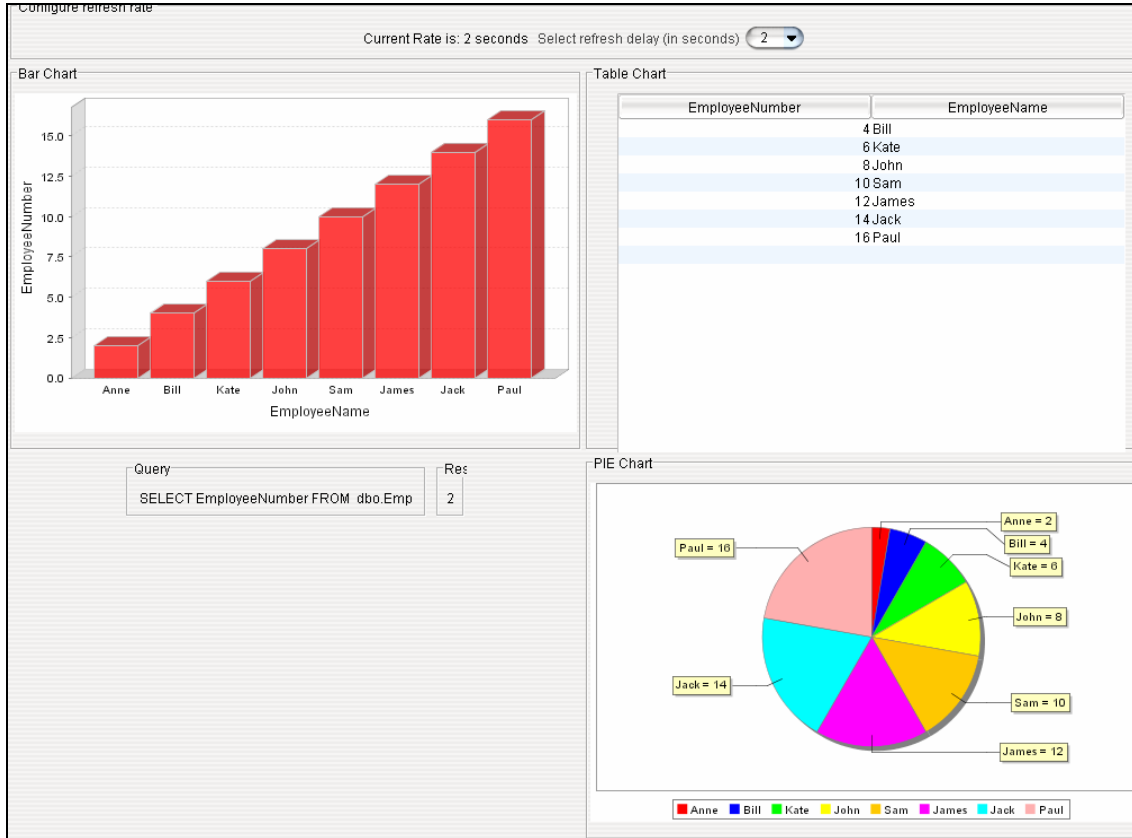 Configure refresh rate
Current Rate is: 2 seconds Select refresh delay (in seconds) 2
Bar Chart
15.0
12.5
10.0
7.5
5.0
2.5
0.0
EmployeeNumber
Anne Bill Kate John Sam James Jack Paul
EmployeeName
Table Chart
EmployeeNumber EmployeeName
4 Bill
6 Kate
8 John
10 Sam
12 James
14 Jack
16 Paul
Query
SELECT EmployeeNumber FROM dbo.Emp
Res
2
PIE Chart
Anne = 2
Bill = 4
Kate = 6
John = 8
Sam = 10
James = 12
Jack = 14
Paul = 16
Anne Bill Kate John Sam James Jack Paul